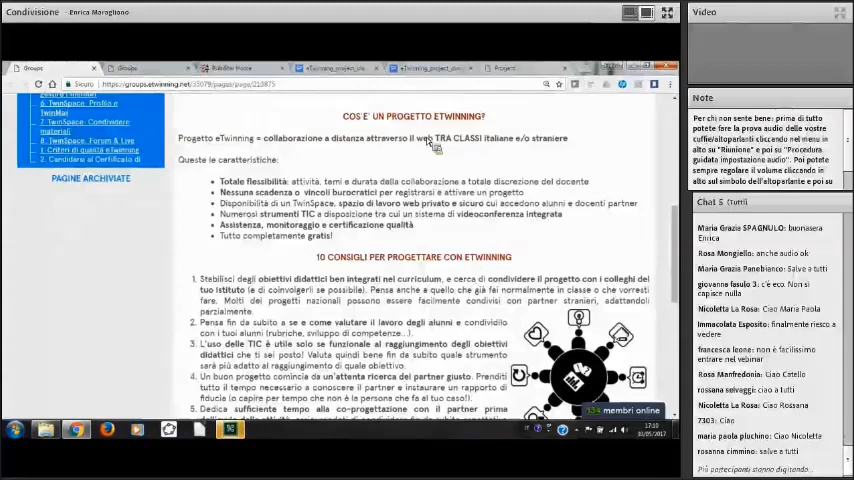 Condivisione - Enrica Maragliano
Groups
Groups
eTwinning_project_
eTwinning_project_
Progett
Sicuro
https://groups.etwinning.net/35079/pages/page/213875
6. TwinSpace: Profilo e
TwinMail
7. TwinSpace: Condividere
materiali
8. TwinSpace: Forum & Live
1. Criteri di qualità eTwinning
2. Candidarsi al Certificato di
PAGINE ARCHIVIATE
COS E' UN PROGETTO ETWINNING?
Progetto eTwinning = collaborazione a distanza attraverso il web TRA CLASSI italiane e/o straniere
Queste le caratteristiche:
Totale flessibilità: attività, temi e durata della collaborazione a totale discrezione del docente
Nessuna scadenza o vincoli burocratici per registrarsi e attivare un progetto
Disponibilità di un TwinSpace, spazio di lavoro web privato e sicuro cui accedono alunni e docenti partner
Numerosi strumenti TIC a disposizione tra cui un sistema di videoconferenza integrata
Assistenza, monitoraggio e certificazione qualità
Tutto completamente gratis!
10 CONSIGLI PER PROGETTARE CON ETWINNING
1. Stabilisci degli obiettivi didattici ben integrati nel curriculum, e cerca di condividere il progetto con i colleghi del
tuo istituto (e di coinvolgerli se possibile). Pensa anche a quello che già fai normalmente in classe o che vorresti
fare. Molti dei progetti nazionali possono essere facilmente condivisi con partner stranieri, adattandoli
parzialmente.
2. Pensa fin da subito a se e come valutare il lavoro degli alunni e condividilo
con i tuoi alunni (rubriche, sviluppo di competenze...).
3. L'uso delle TIC è utile solo se funzionale al raggiungimento degli obiettivi
didattici che ti sei posto! Valuta quindi bene fin da subito quale strumento
sarà più adatto al raggiungimento di quale obiettivo.
4. Un buon progetto comincia da un'attenta ricerca del partner giusto. Prenditi
tutto il tempo necessario a conoscere il partner e instaurare un rapporto di
fiducia (o capire per tempo che non è la persona che fa al tuo caso!).
5. Dedica sufficiente tempo alla co-progettazione con il partner prima
membri online
IT
17:10
30/05/2017
Video
Note
Per chi non sente bene: prima di tutto
potete fare la prova audio delle vostre
cuffie/altoparlanti cliccando nel menu in
alto su "Riunione" e poi su "Procedura
guidata impostazione audio". Poi potete
sempre regolare il volume cliccando in
alto sul simbolo dell'altoparlante e poi su
Chat 5 (Tutti)
Maria Grazia SPAGNULO: buonasera
Enrica
Rosa Mongiello: anche audio ok
Maria Grazia Panebianco: Salve a tutti
giovanna fasulo 3: c'è eco. Non si
capisce nulla
Nicoletta La Rosa: Ciao Maria Paola
Immacolata Esposito: finalmente riesco a
vedere
francesca leone: non è facilissimo
entrare nel webinar
Rosa Manfredonia: Ciao Catello
rosanna selvaggi: ciao a tutti
Nicoletta La Rosa: Ciao Rossana
7303: Ciao
maria paola pluchino: Ciao Nicoletta
rosanna cimmino: salve a tutti
Più partecipanti stanno digitando...